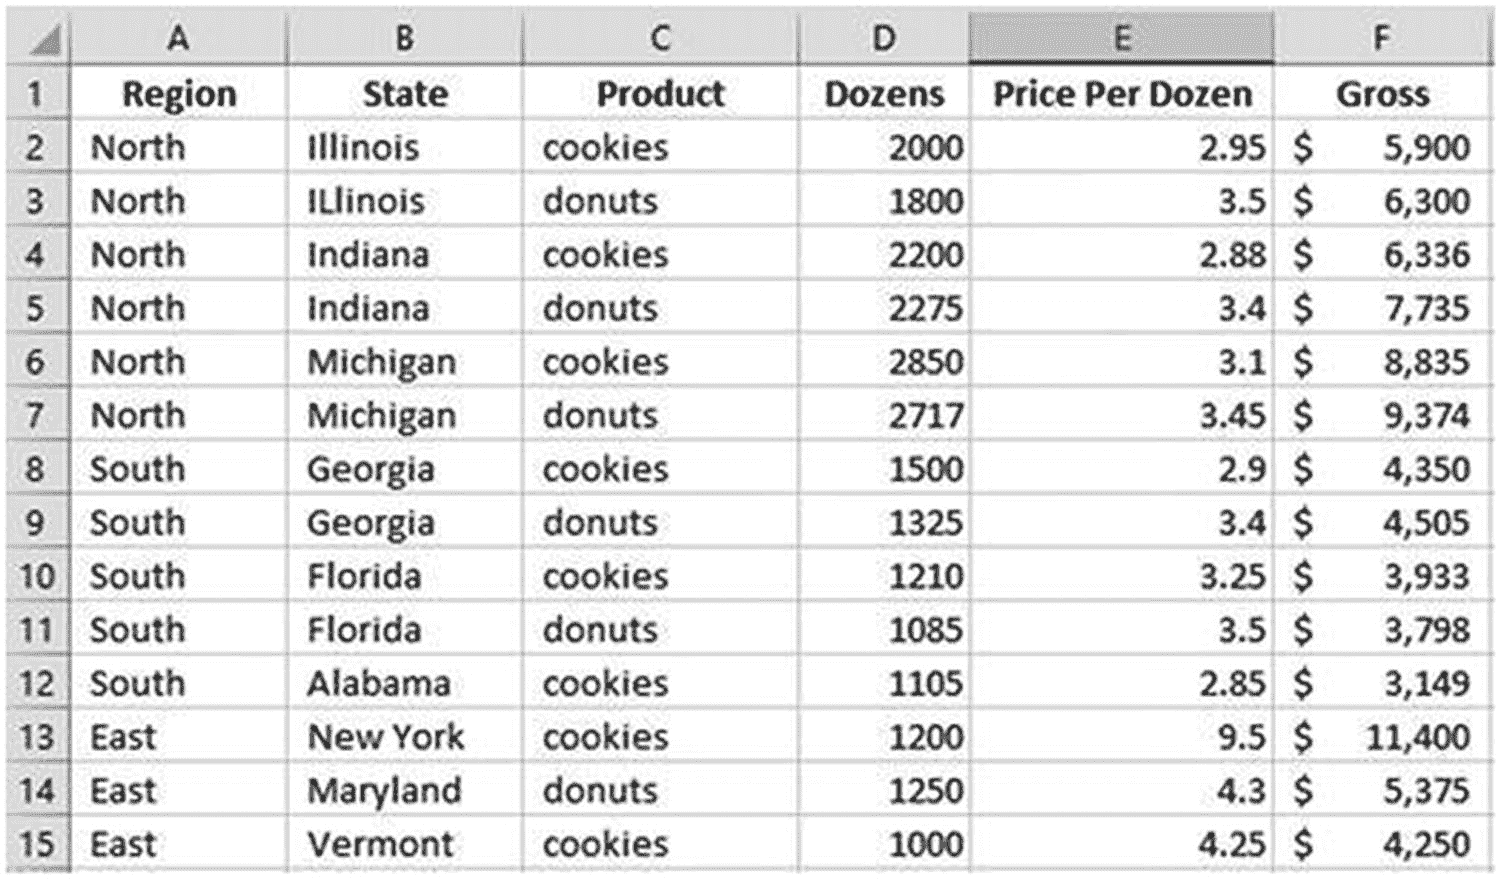 A B C D E F
1 Region State Product Dozens Price Per Dozen Gross
2 North Illinois cookies 2000 2.95 $ 5,900
3 North ILlinois donuts 1800 3.5 $ 6,300
4 North Indiana cookies 2200 2.88 $ 6,336
5 North Indiana donuts 2275 3.4 $ 7,735
6 North Michigan cookies 2850 3.1 $ 8,835
7 North Michigan donuts 2717 3.45 $ 9,374
8 South Georgia cookies 1500 2.9 $ 4,350
9 South Georgia donuts 1325 3.4 $ 4,505
10 South Florida cookies 1210 3.25 $ 3,933
11 South Florida donuts 1085 3.5 $ 3,798
12 South Alabama cookies 1105 2.85 $ 3,149
13 East New York cookies 1200 9.5 $ 11,400
14 East Maryland donuts 1250 4.3 $ 5,375
15 East Vermont cookies 1000 4.25 $ 4,250